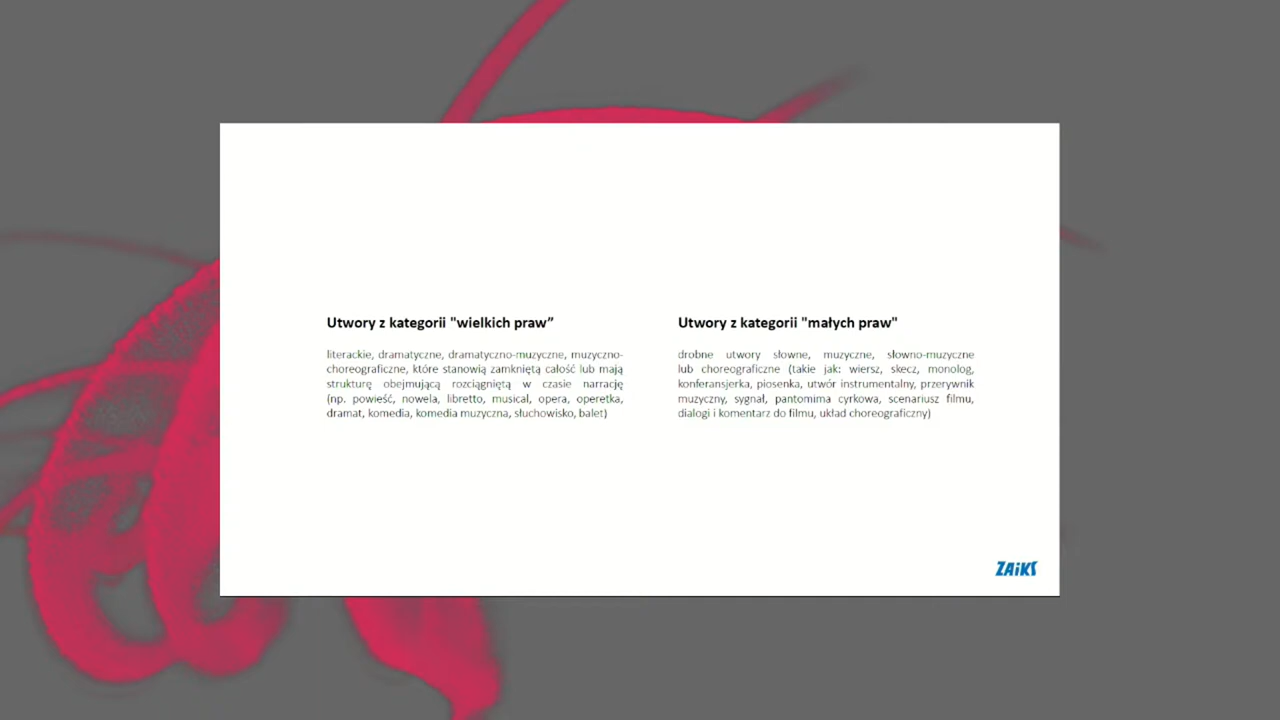 Utwory z kategorii "wielkich praw”
literackie, dramatyczne, dramatyczno-muzyczne, muzyczno-
choreograficzne, które stanowią zamkniętą całość lub mają
strukturę obejmującą rozciągniętą w czasie narrację
(np. powieść, nowela, libretto, musical, opera, operetka,
dramat, komedia, komedia muzyczna, słuchowisko, balet)
Utwory z kategorii "małych praw"
drobne utwory słowne, muzyczne, słowno-muzyczne
lub choreograficzne (takie jak: wiersz, skecz, monolog,
konferansjerka, piosenka, utwór instrumentalny, przerywnik
muzyczny, sygnał, pantomima cyrkowa, scenariusz filmu,
dialogi i komentarz do filmu, układ choreograficzny)
ZAiKS